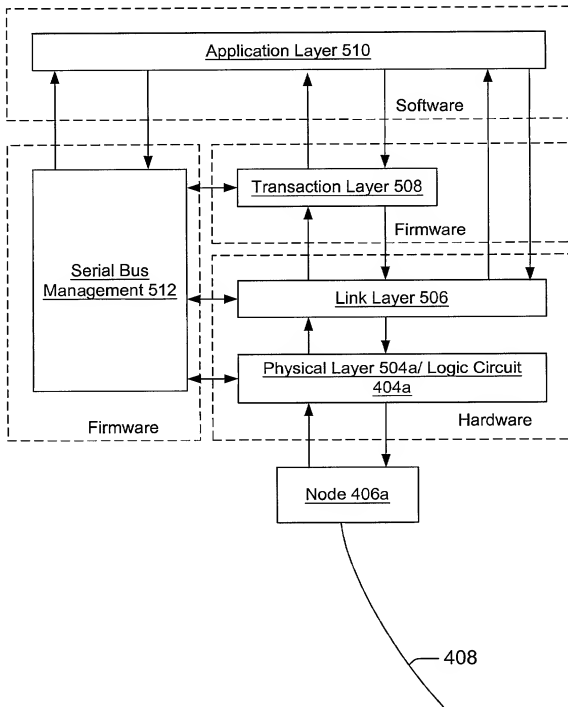 Application Layer 510
Software
Transaction Layer 508
Firmware
Serial Bus
Management 512
Link Layer 506
Physical Layer 504a/ Logic Circuit
404a
Firmware
Hardware
Node 406a
408